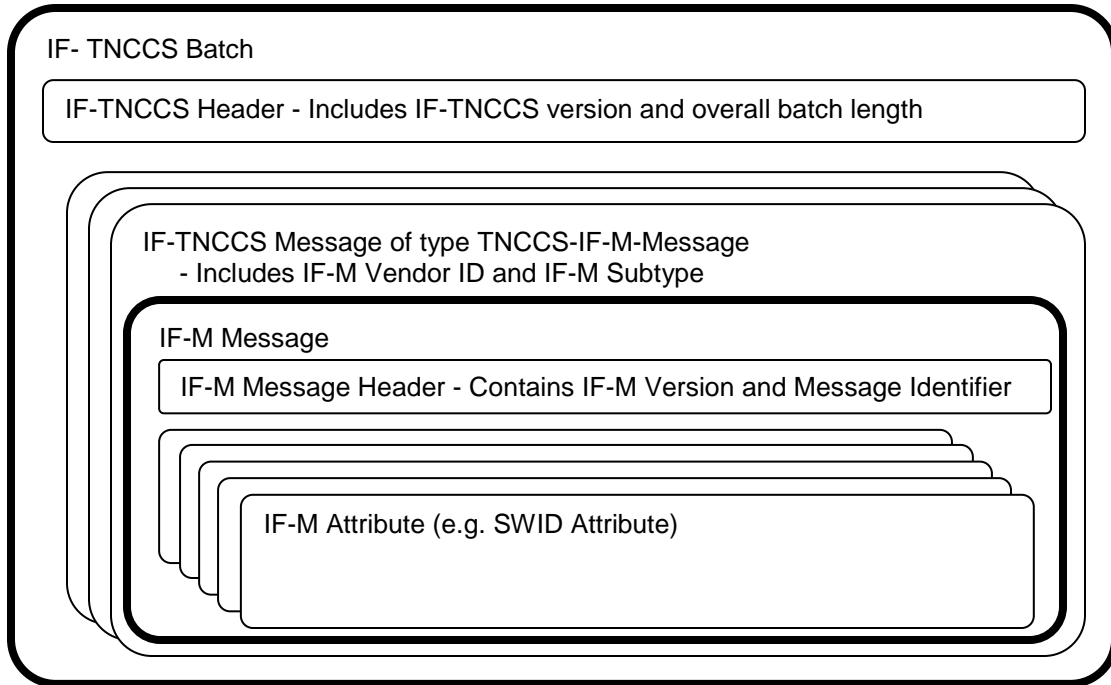 IF- TNCCS Batch
IF-TNCCS Header - Includes IF-TNCCS version and overall batch length
IF-TNCCS Message of type TNCCS-IF-M-Message
- Includes IF-M Vendor ID and IF-M Subtype
IF-M Message
IF-M Message Header - Contains IF-M Version and Message Identifier
IF-M Attribute (e.g. SWID Attribute)